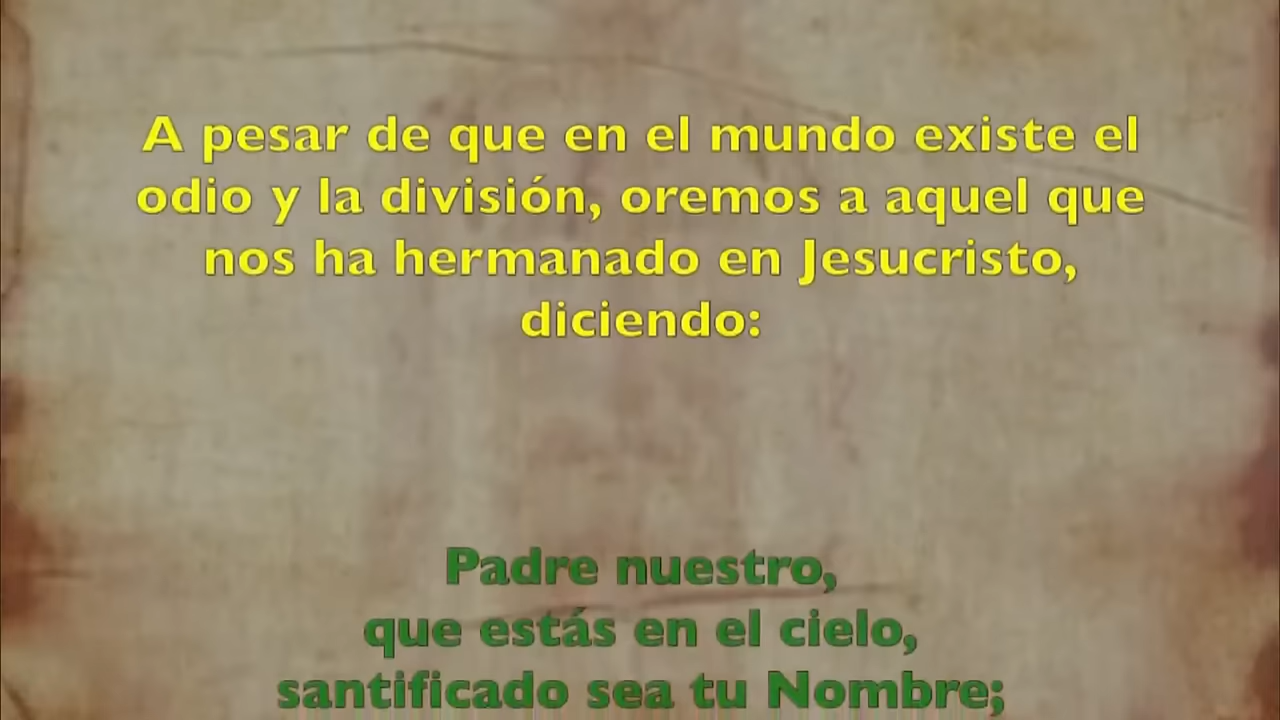 A pesar de que en el mundo existe el
odio y la división, oremos a aquel que
nos ha hermanado en Jesucristo,
diciendo:
Padre nuestro,
que estás en el cielo,
santificado sea tu Nombre;